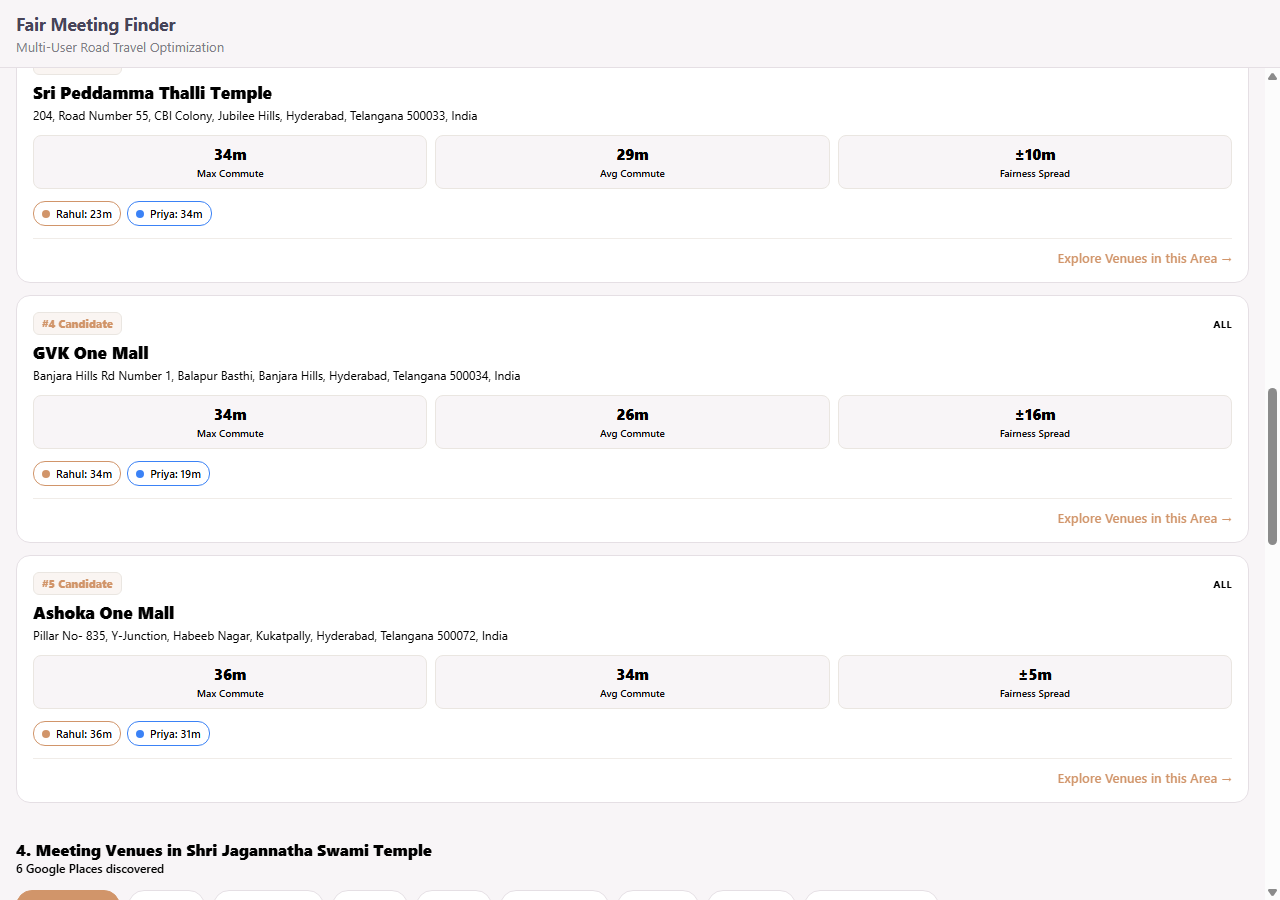 Fair Meeting Finder
Multi-User Road Travel Optimization
Sri Peddamma Thalli Temple
204, Road Number 55, CBI Colony, Jubilee Hills, Hyderabad, Telangana 500033, India
34m
Max Commute
29m
Avg Commute
±10m
Fairness Spread
Rahul: 23m
Priya: 34m
Explore Venues in this Area →
#4 Candidate
ALL
GVK One Mall
Banjara Hills Rd Number 1, Balapur Basthi, Banjara Hills, Hyderabad, Telangana 500034, India
34m
Max Commute
26m
Avg Commute
±16m
Fairness Spread
Rahul: 34m
Priya: 19m
Explore Venues in this Area →
#5 Candidate
ALL
Ashoka One Mall
Pillar No- 835, Y-Junction, Habeeb Nagar, Kukatpally, Hyderabad, Telangana 500072, India
36m
Max Commute
34m
Avg Commute
±5m
Fairness Spread
Rahul: 36m
Priya: 31m
Explore Venues in this Area →
4. Meeting Venues in Shri Jagannatha Swami Temple
6 Google Places discovered